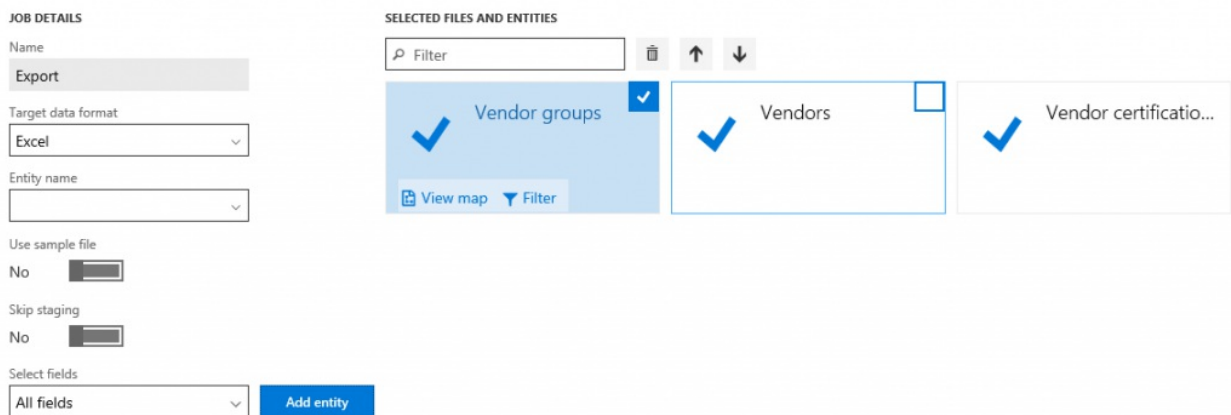 JOB DETAILS
Name
Export
Target data format
Excel
Entity name
Use sample file
No
Skip staging
No
Select fields
All fields
Add entity
SELECTED FILES AND ENTITIES
Filter
Vendor groups
View map Filter
Vendors
Vendor certificatio...